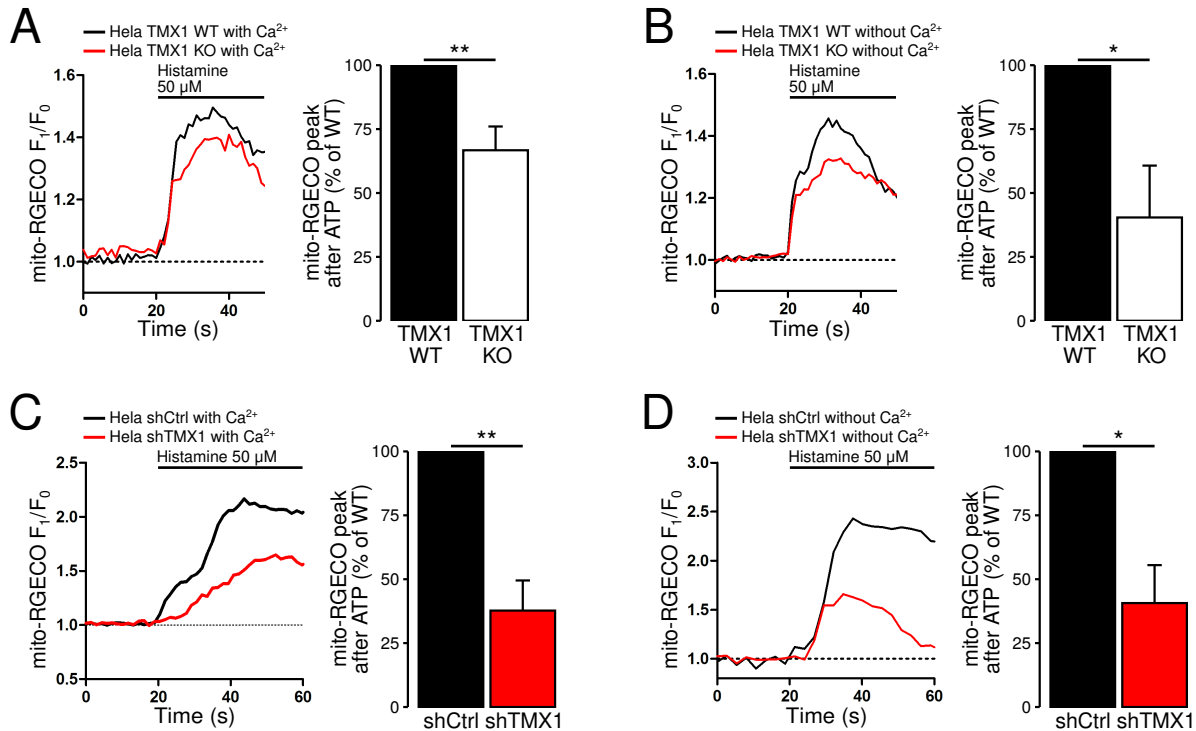 A
Hela TMX1 WT with Ca²⁺
Hela TMX1 KO with Ca²⁺
Histamine
50 µM
mito-RGECO F₁/F₀
1.6
1.4
1.2
1.0
0
20
40
Time (s)
**
mito-RGECO peak
after ATP (% of WT)
100
75
50
25
0
TMX1
WT
TMX1
KO
B
Hela TMX1 WT without Ca²⁺
Hela TMX1 KO without Ca²⁺
Histamine
50 µM
mito-RGECO F₁/F₀
1.6
1.4
1.2
1.0
0
20
40
Time (s)
*
mito-RGECO peak
after ATP (% of WT)
100
75
50
25
0
TMX1
WT
TMX1
KO
C
Hela shCtrl with Ca²⁺
Hela shTMX1 with Ca²⁺
Histamine 50 µM
mito-RGECO F₁/F₀
2.5
2.0
1.5
1.0
0.5
0
20
40
60
Time (s)
**
mito-RGECO peak
after ATP (% of WT)
100
75
50
25
0
shCtrl
shTMX1
D
Hela shCtrl without Ca²⁺
Hela shTMX1 without Ca²⁺
Histamine 50 µM
mito-RGECO F₁/F₀
3.0
2.5
2.0
1.5
1.0
0
20
40
60
Time (s)
*
mito-RGECO peak
after ATP (% of WT)
100
75
50
25
0
shCtrl
shTMX1